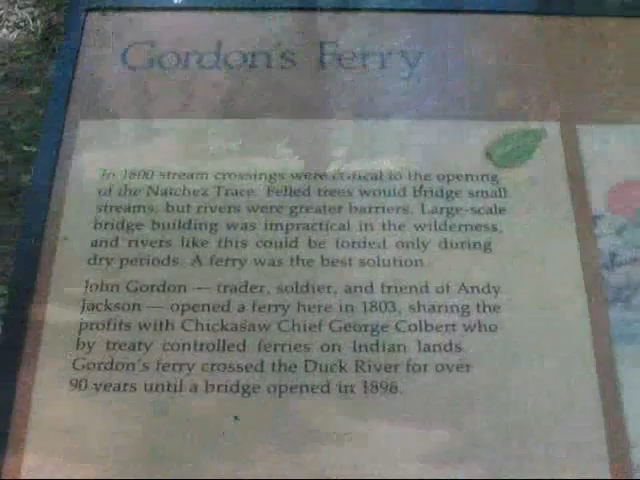 Gordon's Ferry
In 1800 stream crossings were critical to the opening
of the Natchez Trace. Felled trees would bridge small
streams, but rivers were greater barriers. Large-scale
bridge building was impractical in the wilderness,
and rivers like this could be forded only during
dry periods. A ferry was the best solution.
John Gordon — trader, soldier, and friend of Andy
Jackson — opened a ferry here in 1803, sharing the
profits with Chickasaw Chief George Colbert who
by treaty controlled ferries on Indian lands.
Gordon's ferry crossed the Duck River for over
90 years until a bridge opened in 1896.